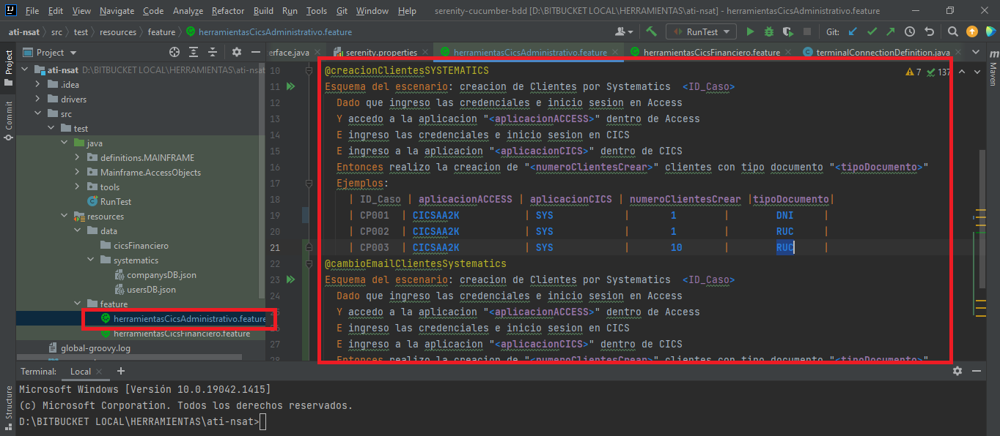 File Edit View Navigate Code Analyze Refactor Build Run Tools Git Window Help serenity-cucumber-bdd [D:\BITBUCKET LOCAL\HERRAMIENTAS\ati-nsat] - herramientasCicsAdministrativo.feature
ati-nsat src test resources feature herramientasCicsAdministrativo.feature RunTest Git:
Project erface.java serenity.properties herramientasCicsAdministrativo.feature herramientasCicsFinanciero.feature terminalConnectionDefinition.java
Project
Commit
Structure
Maven
ati-nsat D:\BITBUCKET LOCAL\HERRAMIENTAS\ati-nsat
.idea
drivers
src
test
java
definitions.MAINFRAME
Mainframe.AccessObjects
tools
RunTest
resources
data
cicsFinanciero
systematics
companysDB.json
usersDB.json
feature
herramientasCicsAdministrativo.feature
herramientasCicsFinanciero.feature
global-groovy.log
7 137
10 @creacionClientesSYSTEMATICS
11 Esquema del escenario: creacion de Clientes por Systematics <ID_Caso>
12 Dado que ingreso las credenciales e inicio sesion en Access
13 Y accedo a la aplicacion "<aplicacionACCESS>" dentro de Access
14 E ingreso las credenciales e inicio sesion en CICS
15 E ingreso a la aplicacion "<aplicacionCICS>" dentro de CICS
16 Entonces realizo la creacion de "<numeroClientesCrear>" clientes con tipo documento "<tipoDocumento>"
17 Ejemplos:
18 | ID_Caso | aplicacionACCESS | aplicacionCICS | numeroClientesCrear |tipoDocumento|
19 | CP001 | CICSAA2K | SYS | 1 | DNI |
20 | CP002 | CICSAA2K | SYS | 1 | RUC |
21 | CP003 | CICSAA2K | SYS | 10 | RUC |
22 @cambioEmailClientesSystematics
23 Esquema del escenario: creacion de Clientes por Systematics <ID_Caso>
24 Dado que ingreso las credenciales e inicio sesion en Access
Y accedo a la aplicacion "<aplicacionACCESS>" dentro de Access
E ingreso las credenciales e inicio sesion en CICS
27 E ingreso a la aplicacion "<aplicacionCICS>" dentro de CICS
28 Entonces realizo la creacion de "<numeroClientesCrear>" clientes con tipo documento "<tipoDocumento>"
Terminal: Local
Microsoft Windows [Versión 10.0.19042.1415]
(c) Microsoft Corporation. Todos los derechos reservados.
D:\BITBUCKET LOCAL\HERRAMIENTAS\ati-nsat>